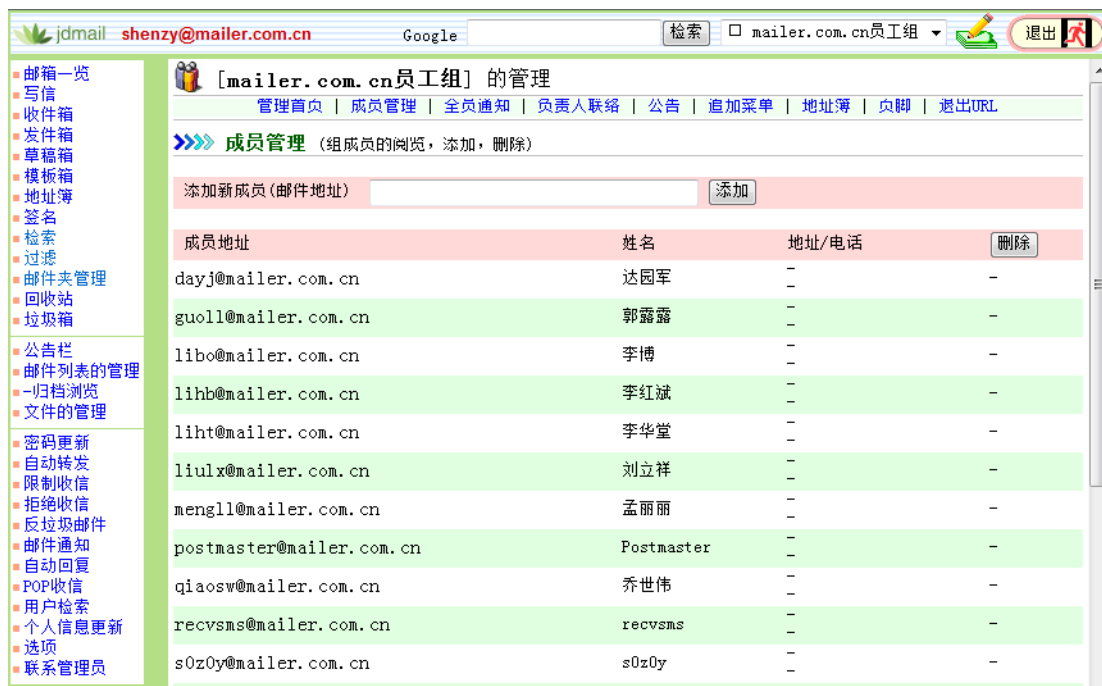 jdmail shenzy@mailer.com.cn Google 检索 mailer.com.cn员工组 退出
邮箱一览
写信
收件箱
发件箱
草稿箱
模板箱
地址簿
签名
检索
过滤
邮件夹管理
回收站
垃圾箱
公告栏
邮件列表的管理
-归档浏览
文件的管理
密码更新
自动转发
限制收信
拒绝收信
反垃圾邮件
邮件通知
自动回复
POP收信
用户检索
个人信息更新
选项
联系管理员
[mailer.com.cn员工组] 的管理
管理首页 | 成员管理 | 全员通知 | 负责人联络 | 公告 | 追加菜单 | 地址簿 | 页脚 | 退出URL
成员管理 (组成员的阅览，添加，删除)
添加新成员(邮件地址) 添加
成员地址 姓名 地址/电话 删除
dayj@mailer.com.cn 达园军 - - -
guoll@mailer.com.cn 郭露露 - - -
libo@mailer.com.cn 李博 - - -
lihb@mailer.com.cn 李红斌 - - -
liht@mailer.com.cn 李华堂 - - -
liulx@mailer.com.cn 刘立祥 - - -
mengll@mailer.com.cn 孟丽丽 - - -
postmaster@mailer.com.cn Postmaster - - -
qiaosw@mailer.com.cn 乔世伟 - - -
recvsms@mailer.com.cn recvsms - - -
s0z0y@mailer.com.cn s0z0y - - -